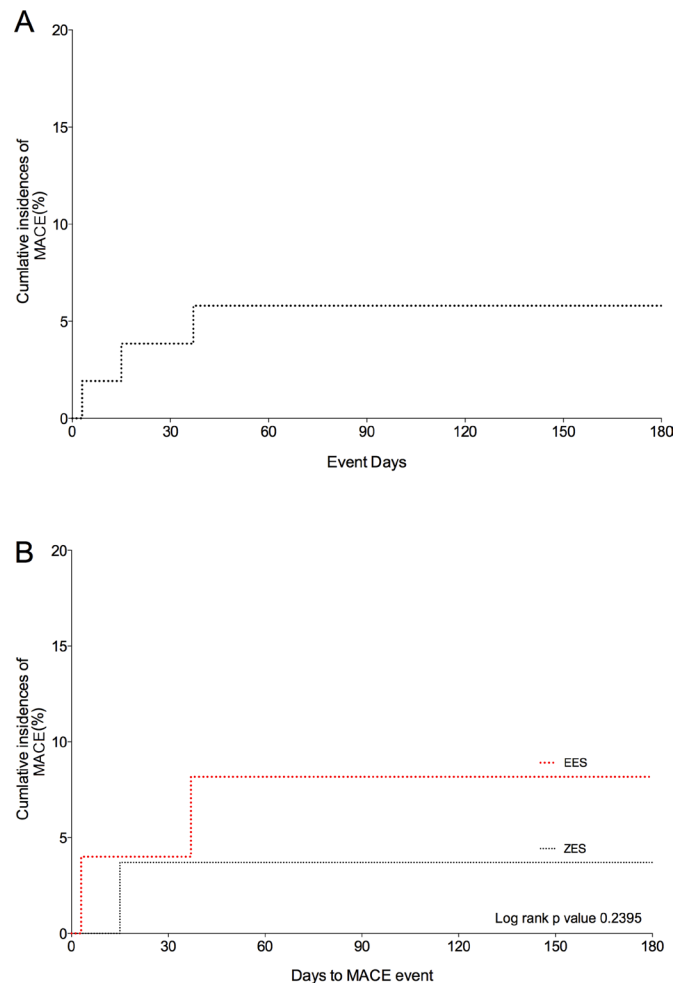 A
20
15
10
5
0
Cumlative insidences of
MACE(%)
0 30 60 90 120 150 180
Event Days
B
20
15
10
5
0
Cumlative insidences of
MACE(%)
EES
ZES
Log rank p value 0.2395
0 30 60 90 120 150 180
Days to MACE event